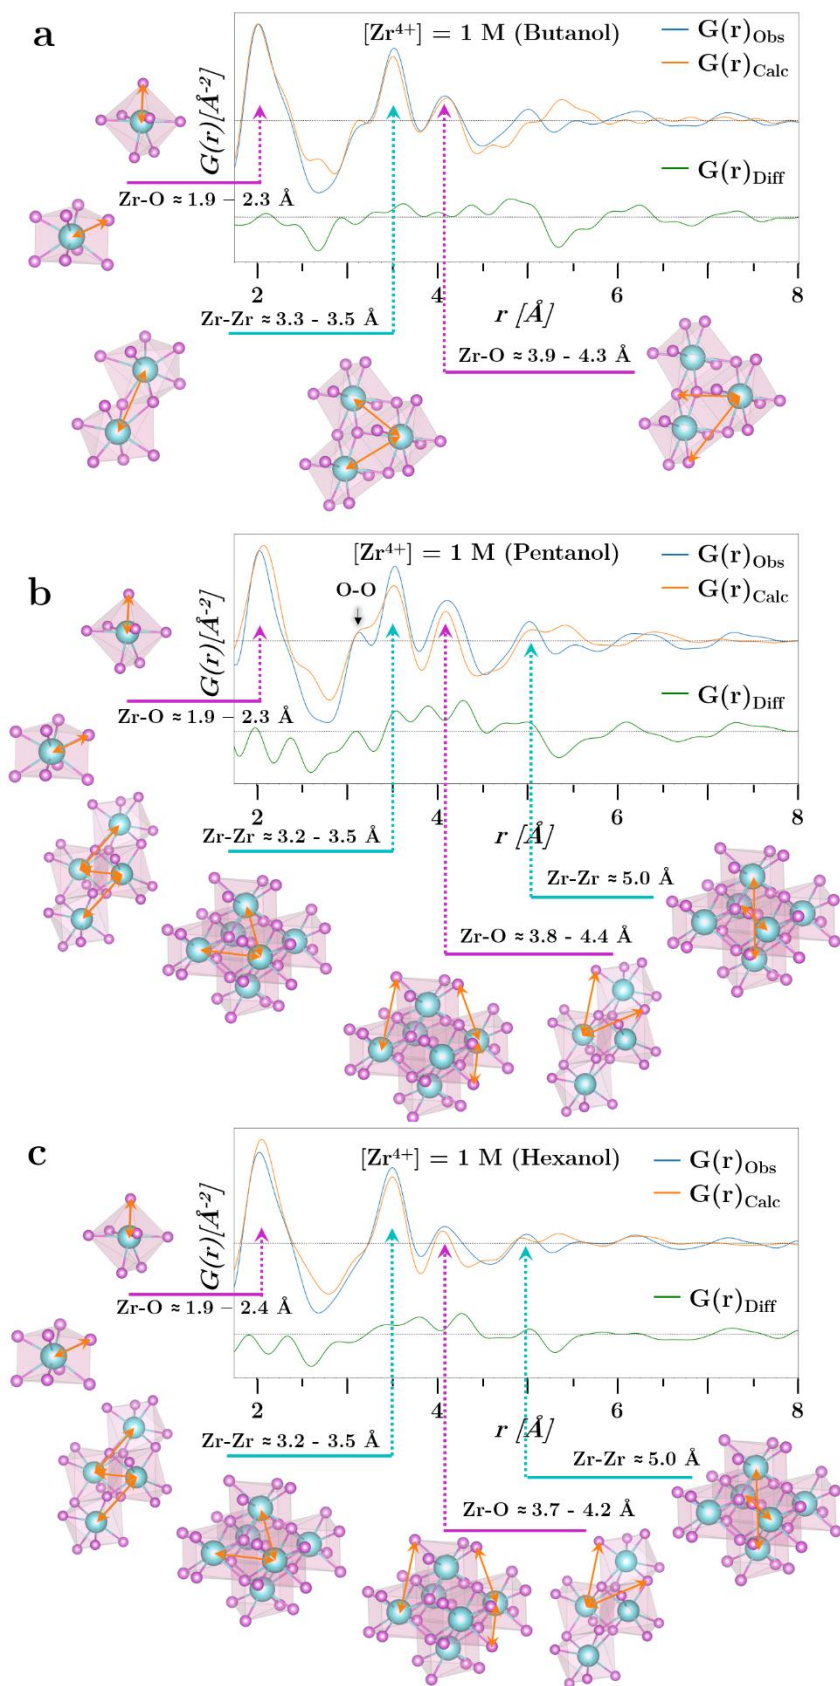 a
[Zr⁴⁺] = 1 M (Butanol)
G(r)Obs
G(r)Calc
G(r)[Å⁻²]
G(r)Diff
Zr-O ≈ 1.9 – 2.3 Å
2 4 6 8
r [Å]
Zr-Zr ≈ 3.3 - 3.5 Å
Zr-O ≈ 3.9 - 4.3 Å
b
[Zr⁴⁺] = 1 M (Pentanol)
G(r)Obs
G(r)Calc
O-O
G(r)[Å⁻²]
G(r)Diff
Zr-O ≈ 1.9 – 2.3 Å
2 4 6 8
r [Å]
Zr-Zr ≈ 3.2 - 3.5 Å
Zr-Zr ≈ 5.0 Å
Zr-O ≈ 3.8 - 4.4 Å
c
[Zr⁴⁺] = 1 M (Hexanol)
G(r)Obs
G(r)Calc
G(r)[Å⁻²]
G(r)Diff
Zr-O ≈ 1.9 – 2.4 Å
2 4 6 8
r [Å]
Zr-Zr ≈ 3.2 - 3.5 Å
Zr-Zr ≈ 5.0 Å
Zr-O ≈ 3.7 - 4.2 Å